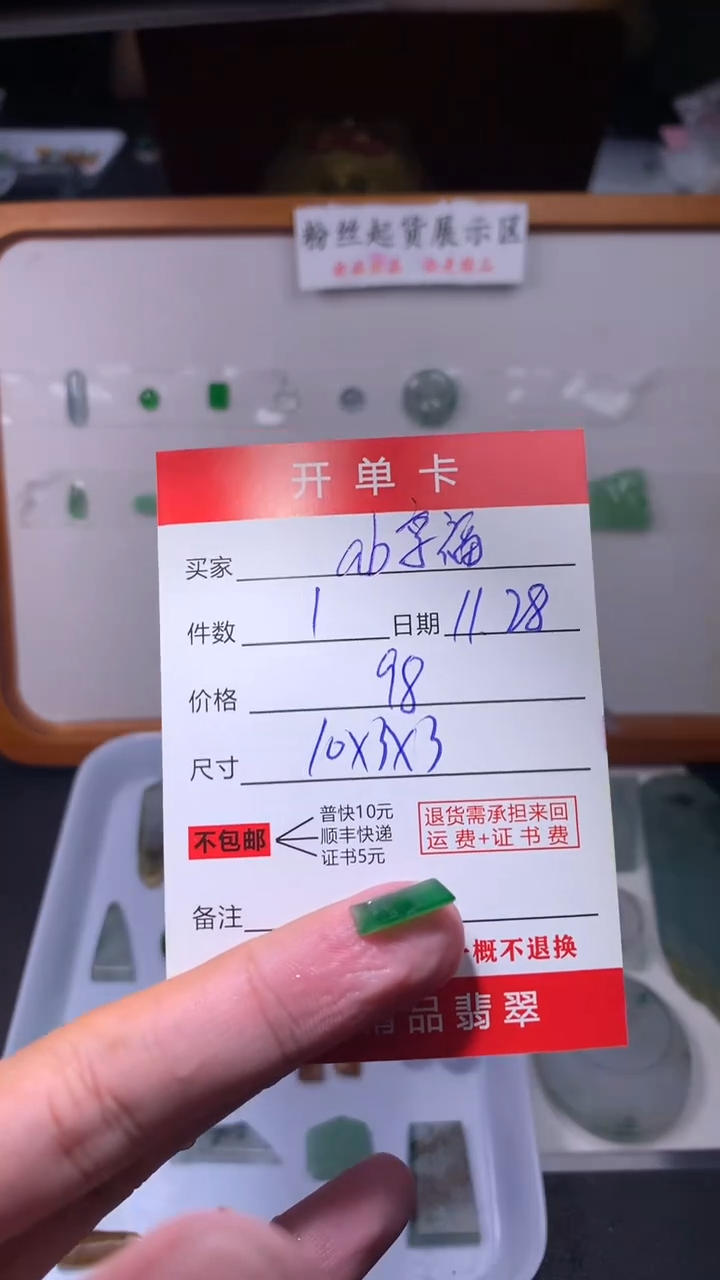 粉丝起货展示区
开单卡
买家 ab幸福
件数 1 日期 11.28
价格 98
尺寸 10X3X3
不包邮
普快10元
顺丰快递
证书5元
退货需承担来回
运费+证书费
备注
概不退换
品翡翠